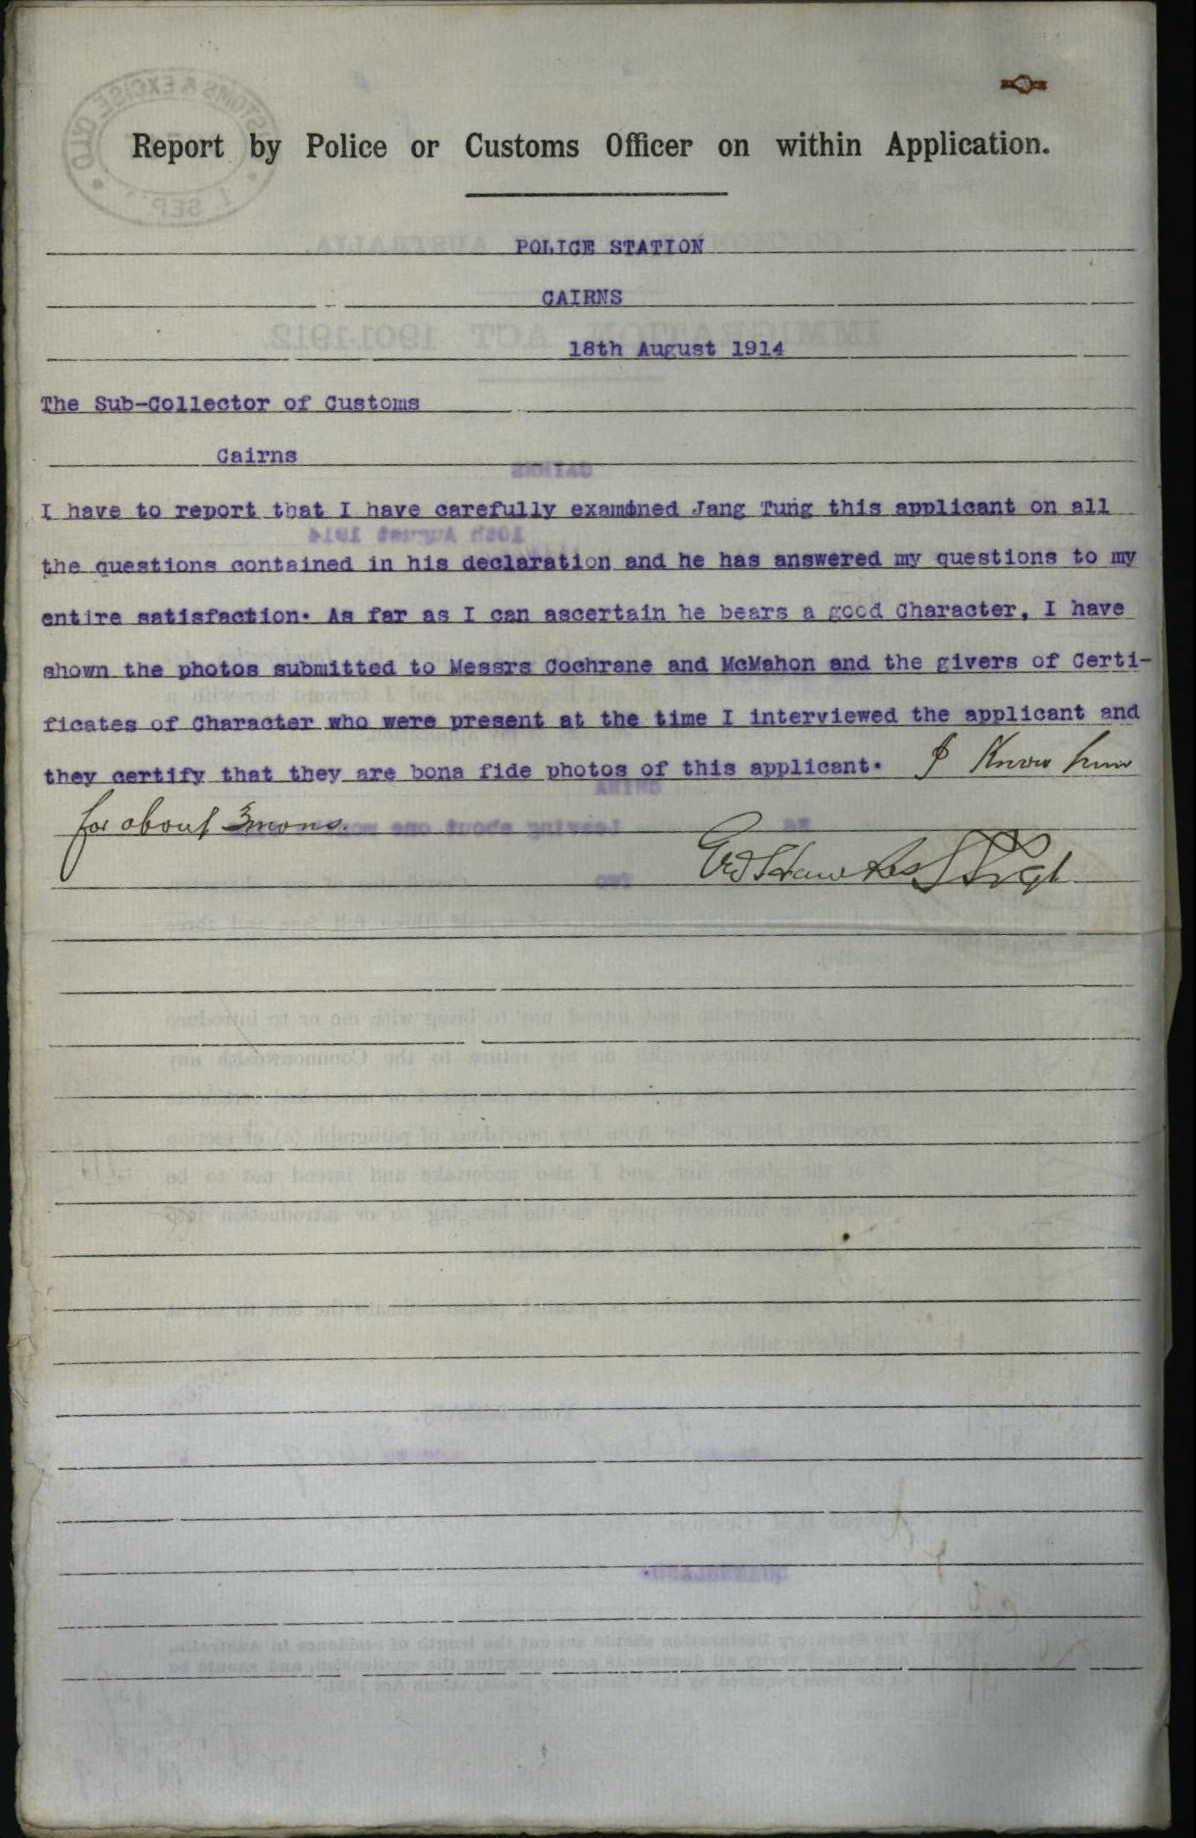 Report by Police or Customs Officer on within Application.
POLICE STATION
CAIRNS
18th August 1914
The Sub-Collector of Customs
Cairns
I have to report that I have carefully examined Jang Tung this applicant on all
the questions contained in his declaration and he has answered my questions to my
entire satisfaction. As far as I can ascertain he bears a good Character, I have
shown the photos submitted to Messrs Cochrane and McMahon and the givers of Certi-
ficates of Character who were present at the time I interviewed the applicant and
they certify that they are bona fide photos of this applicant. I Know him
for about 3 mons.